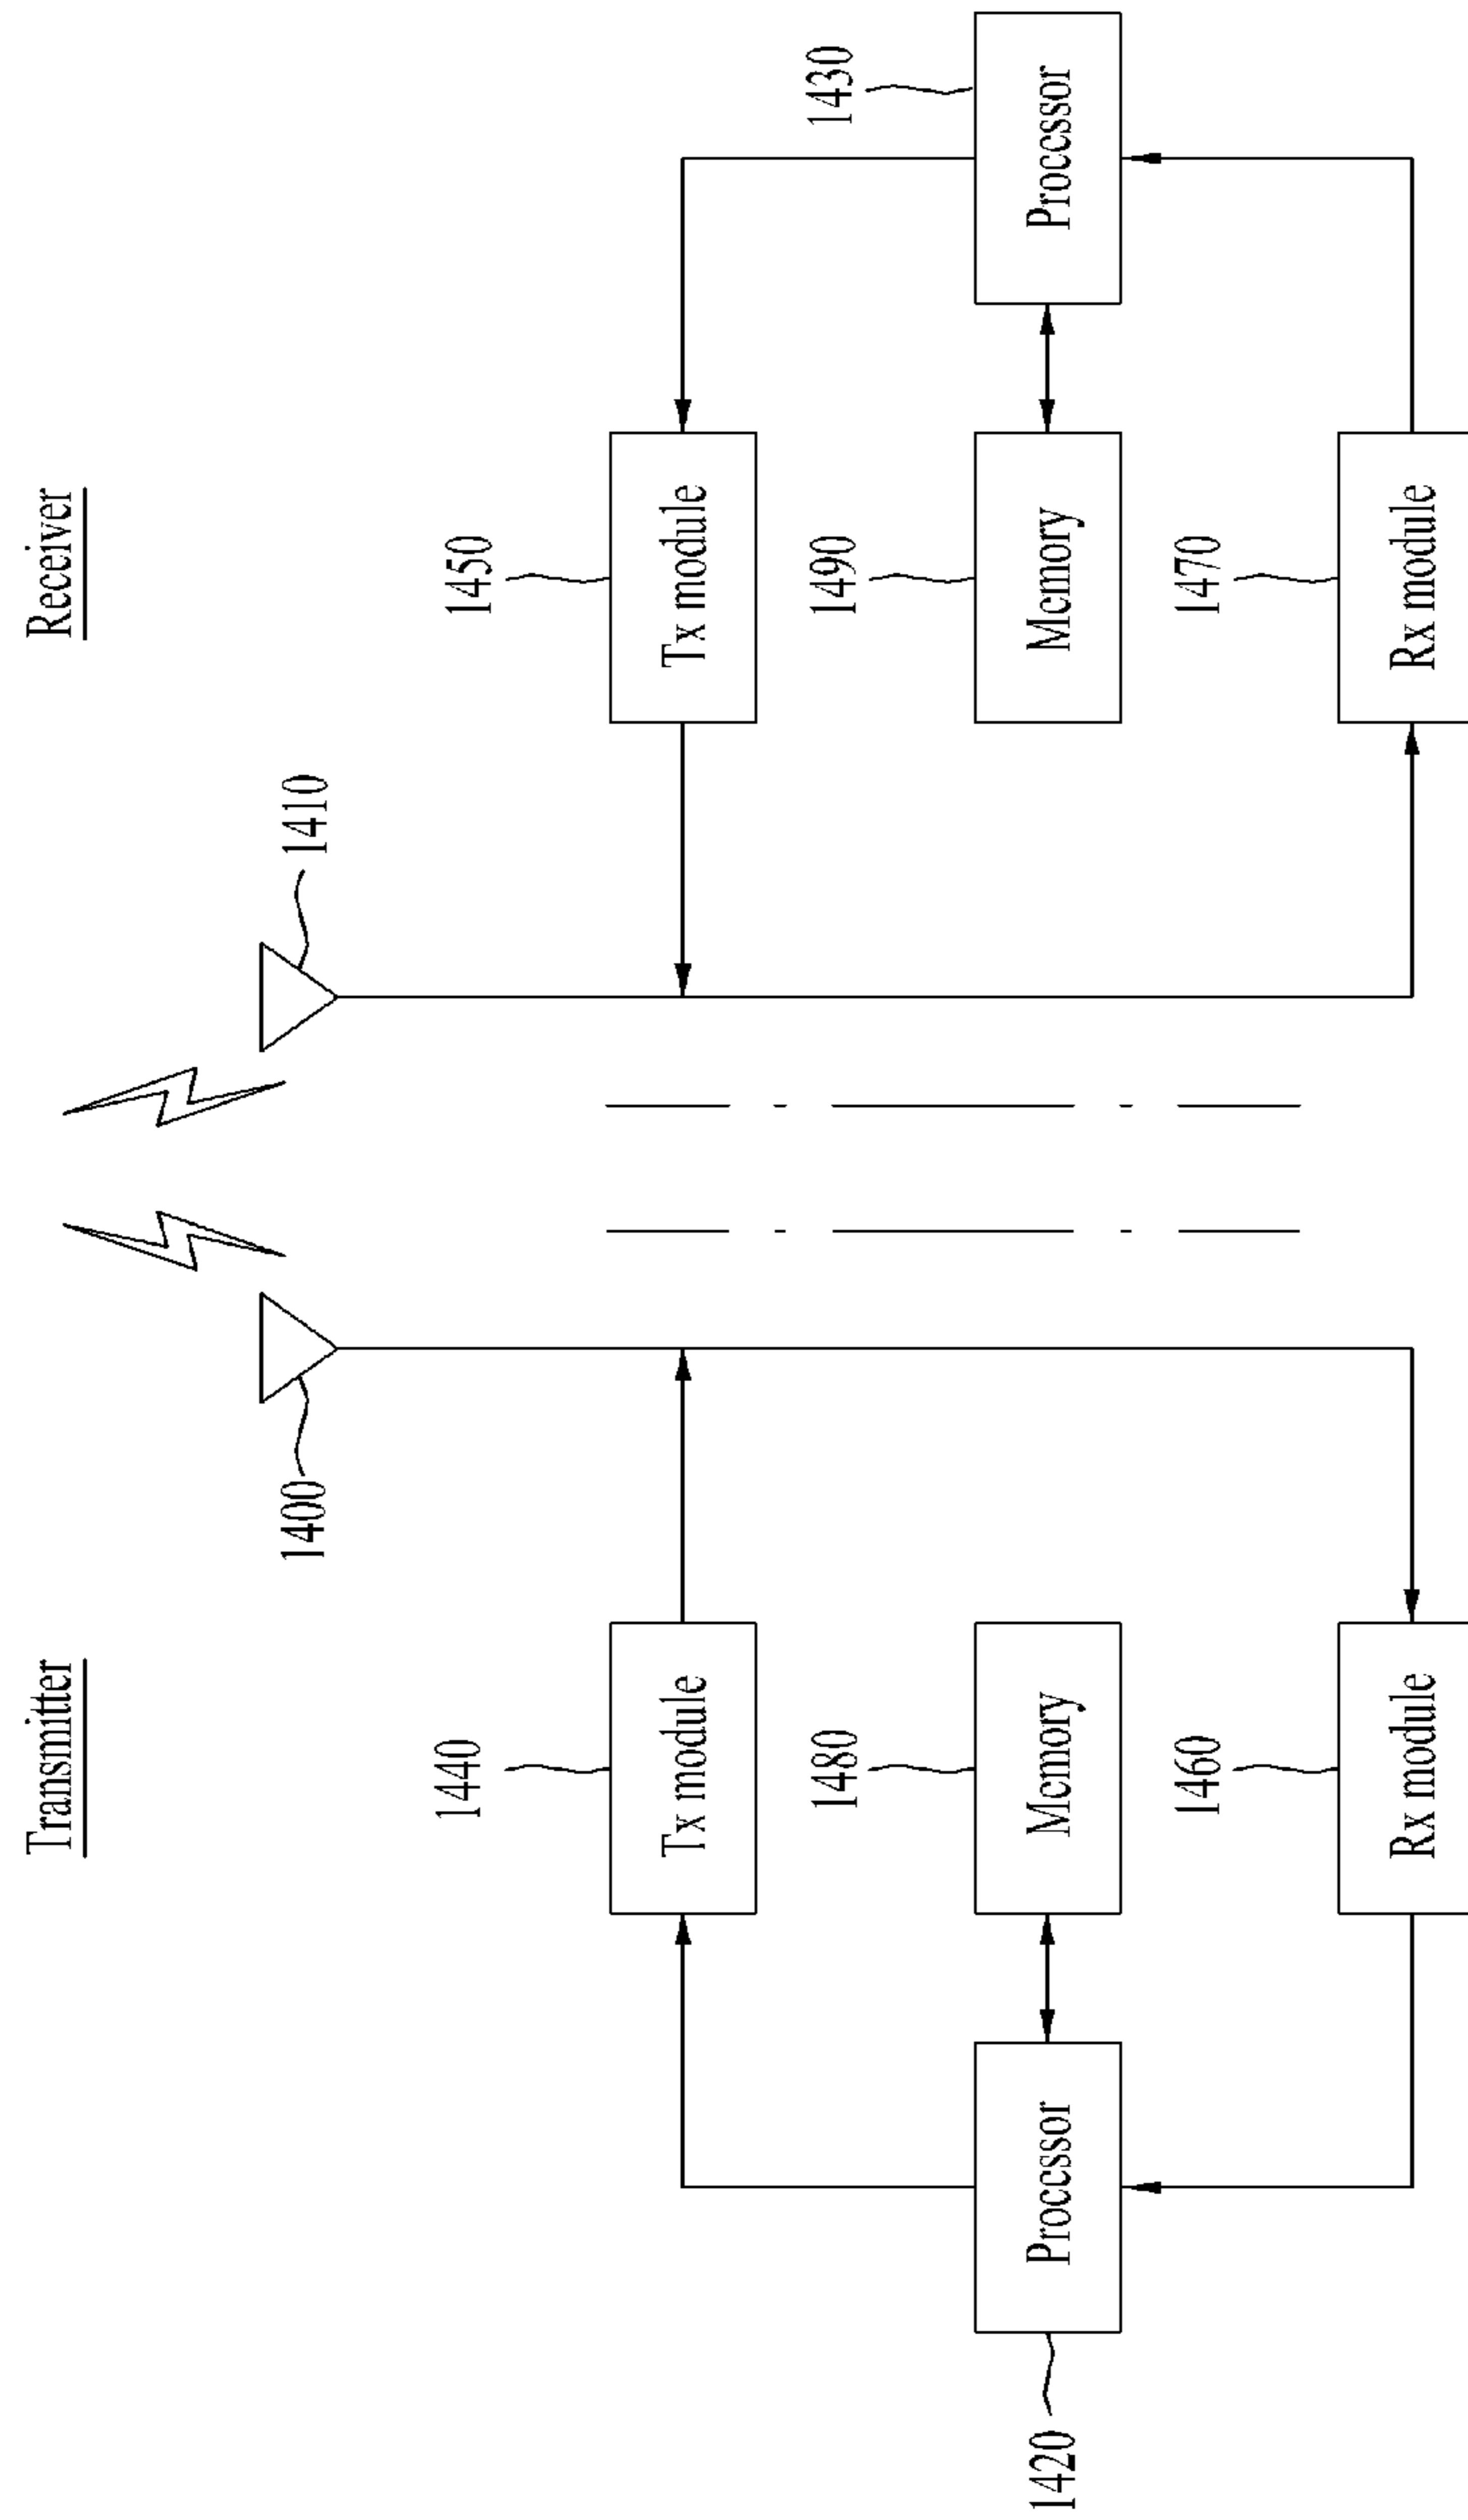 Transmitter
Receiver
1400
1410
1440
Tx module
1450
Tx module
1480
Memory
1490
Memory
1420
Processor
1430
Processor
1460
Rx module
1470
Rx module